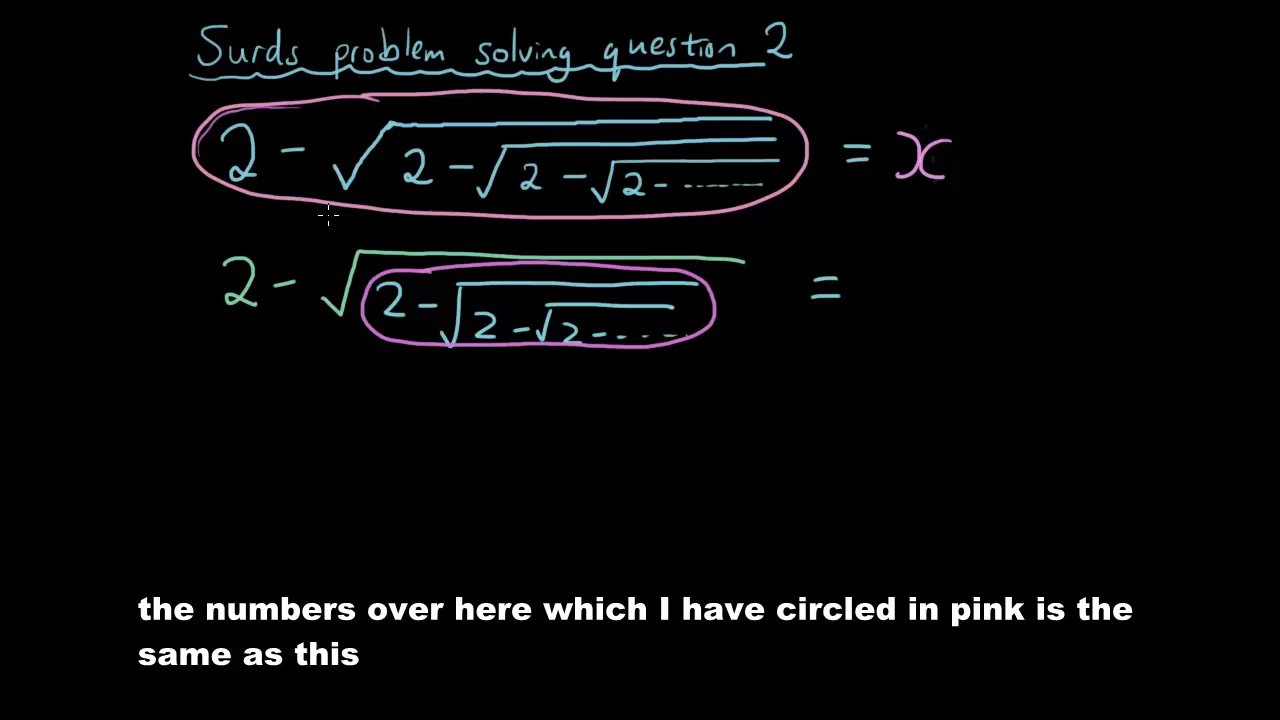 Surds problem solving question 2
2 - √(2 - √(2 - √(2 - ........ = x
2 - √(2 - √(2 - √(2 - ...... =
the numbers over here which I have circled in pink is the
same as this